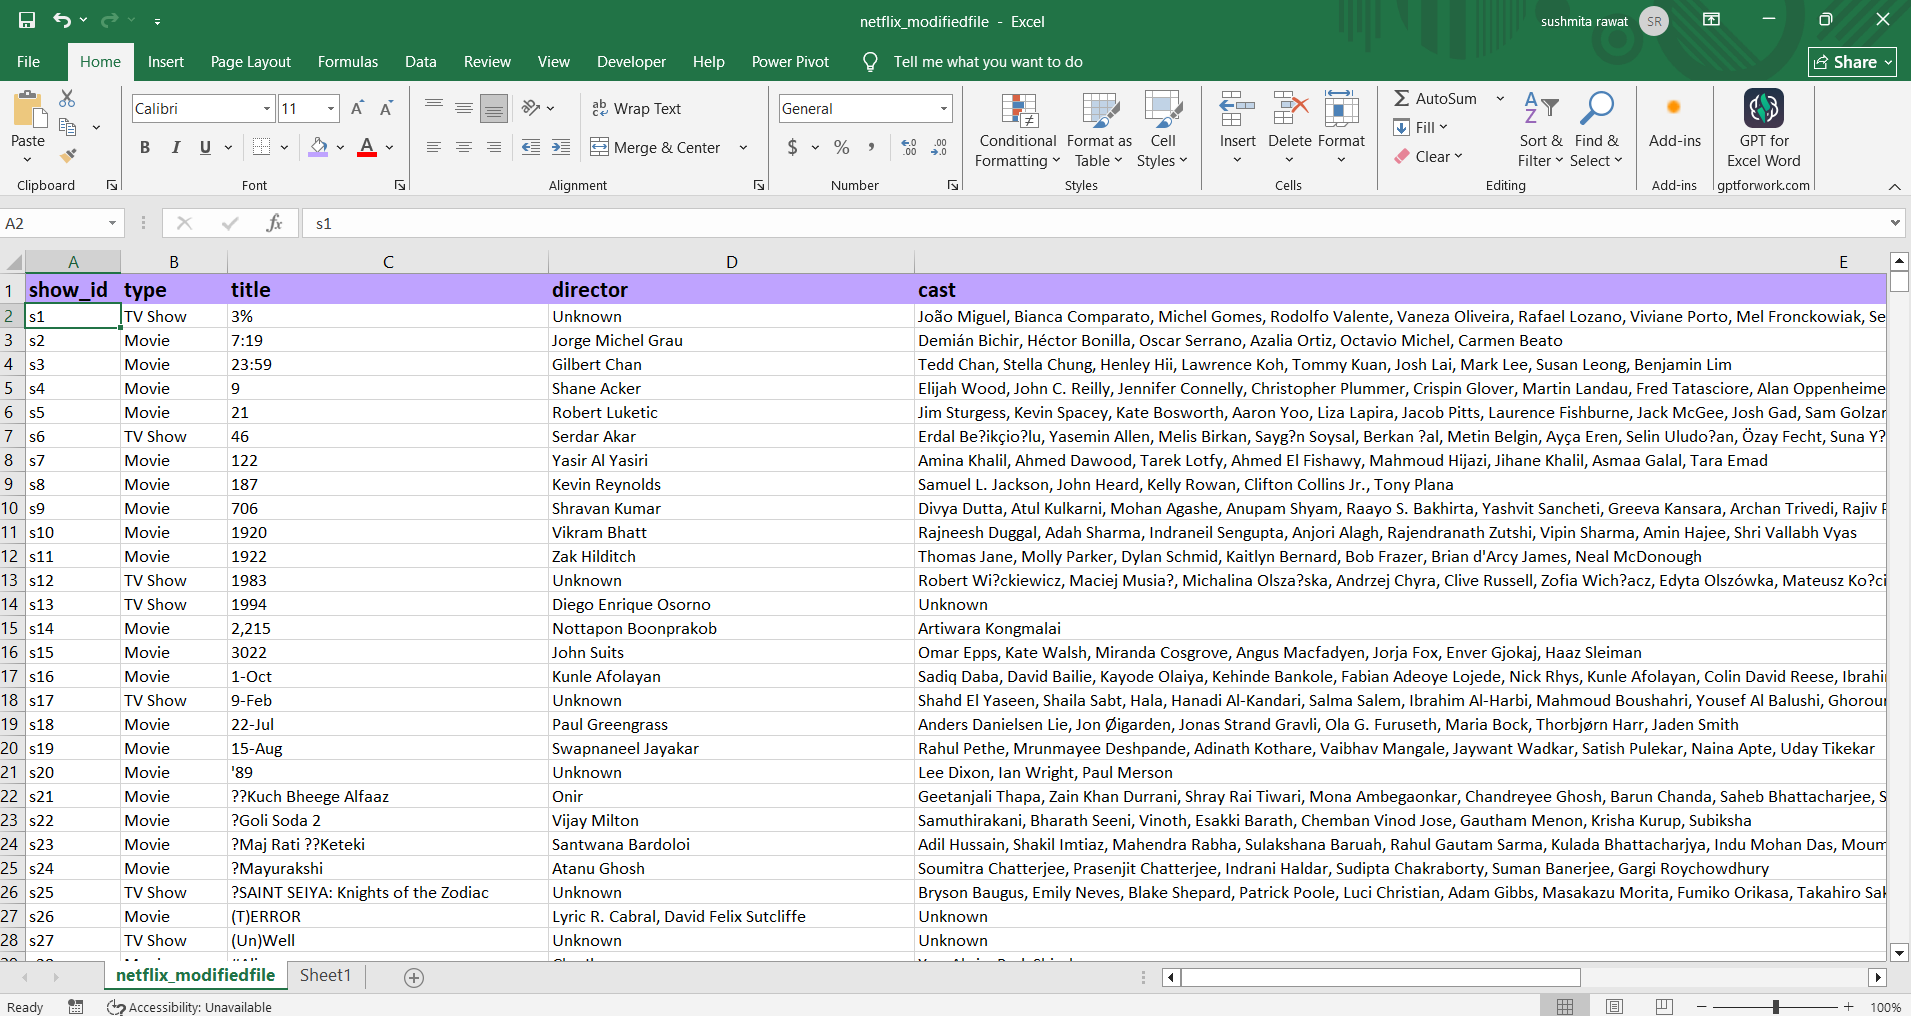 netflix_modifiedfile - Excel
sushmita rawat SR
File Home Insert Page Layout Formulas Data Review View Developer Help Power Pivot Tell me what you want to do Share
Calibri 11 Wrap Text General AutoSum
Paste Conditional Format as Cell Insert Delete Format Fill Sort & Find & Add-ins GPT for
B I U Merge & Center $ % Formatting Table Styles Clear Filter Select Excel Word
Clipboard Font Alignment Number Styles Cells Editing Add-ins gptforwork.com
A2 fx s1
A B C D E
1 show_id type title director cast
2 s1 TV Show 3% Unknown João Miguel, Bianca Comparato, Michel Gomes, Rodolfo Valente, Vaneza Oliveira, Rafael Lozano, Viviane Porto, Mel Fronckowiak, Se
3 s2 Movie 7:19 Jorge Michel Grau Demián Bichir, Héctor Bonilla, Oscar Serrano, Azalia Ortiz, Octavio Michel, Carmen Beato
4 s3 Movie 23:59 Gilbert Chan Tedd Chan, Stella Chung, Henley Hii, Lawrence Koh, Tommy Kuan, Josh Lai, Mark Lee, Susan Leong, Benjamin Lim
5 s4 Movie 9 Shane Acker Elijah Wood, John C. Reilly, Jennifer Connelly, Christopher Plummer, Crispin Glover, Martin Landau, Fred Tatasciore, Alan Oppenheime
6 s5 Movie 21 Robert Luketic Jim Sturgess, Kevin Spacey, Kate Bosworth, Aaron Yoo, Liza Lapira, Jacob Pitts, Laurence Fishburne, Jack McGee, Josh Gad, Sam Golzar
7 s6 TV Show 46 Serdar Akar Erdal Be?ikçio?lu, Yasemin Allen, Melis Birkan, Sayg?n Soysal, Berkan ?al, Metin Belgin, Ayça Eren, Selin Uludo?an, Özay Fecht, Suna Y?
8 s7 Movie 122 Yasir Al Yasiri Amina Khalil, Ahmed Dawood, Tarek Lotfy, Ahmed El Fishawy, Mahmoud Hijazi, Jihane Khalil, Asmaa Galal, Tara Emad
9 s8 Movie 187 Kevin Reynolds Samuel L. Jackson, John Heard, Kelly Rowan, Clifton Collins Jr., Tony Plana
10 s9 Movie 706 Shravan Kumar Divya Dutta, Atul Kulkarni, Mohan Agashe, Anupam Shyam, Raayo S. Bakhirta, Yashvit Sancheti, Greeva Kansara, Archan Trivedi, Rajiv
11 s10 Movie 1920 Vikram Bhatt Rajneesh Duggal, Adah Sharma, Indraneil Sengupta, Anjori Alagh, Rajendranath Zutshi, Vipin Sharma, Amin Hajee, Shri Vallabh Vyas
12 s11 Movie 1922 Zak Hilditch Thomas Jane, Molly Parker, Dylan Schmid, Kaitlyn Bernard, Bob Frazer, Brian d'Arcy James, Neal McDonough
13 s12 TV Show 1983 Unknown Robert Wi?ckiewicz, Maciej Musia?, Michalina Olsza?ska, Andrzej Chyra, Clive Russell, Zofia Wich?acz, Edyta Olszówka, Mateusz Ko?ci
14 s13 TV Show 1994 Diego Enrique Osorno Unknown
15 s14 Movie 2,215 Nottapon Boonprakob Artiwara Kongmalai
16 s15 Movie 3022 John Suits Omar Epps, Kate Walsh, Miranda Cosgrove, Angus Macfadyen, Jorja Fox, Enver Gjokaj, Haaz Sleiman
17 s16 Movie 1-Oct Kunle Afolayan Sadiq Daba, David Bailie, Kayode Olaiya, Kehinde Bankole, Fabian Adeoye Lojede, Nick Rhys, Kunle Afolayan, Colin David Reese, Ibrahi
18 s17 TV Show 9-Feb Unknown Shahd El Yaseen, Shaila Sabt, Hala, Hanadi Al-Kandari, Salma Salem, Ibrahim Al-Harbi, Mahmoud Boushahri, Yousef Al Balushi, Ghorou
19 s18 Movie 22-Jul Paul Greengrass Anders Danielsen Lie, Jon Øigarden, Jonas Strand Gravli, Ola G. Furuseth, Maria Bock, Thorbjørn Harr, Jaden Smith
20 s19 Movie 15-Aug Swapnaneel Jayakar Rahul Pethe, Mrunmayee Deshpande, Adinath Kothare, Vaibhav Mangale, Jaywant Wadkar, Satish Pulekar, Naina Apte, Uday Tikekar
21 s20 Movie '89 Unknown Lee Dixon, Ian Wright, Paul Merson
22 s21 Movie ??Kuch Bheege Alfaaz Onir Geetanjali Thapa, Zain Khan Durrani, Shray Rai Tiwari, Mona Ambegaonkar, Chandreyee Ghosh, Barun Chanda, Saheb Bhattacharjee, S
23 s22 Movie ?Goli Soda 2 Vijay Milton Samuthirakani, Bharath Seeni, Vinoth, Esakki Barath, Chemban Vinod Jose, Gautham Menon, Krisha Kurup, Subiksha
24 s23 Movie ?Maj Rati ??Keteki Santwana Bardoloi Adil Hussain, Shakil Imtiaz, Mahendra Rabha, Sulakshana Baruah, Rahul Gautam Sarma, Kulada Bhattacharjya, Indu Mohan Das, Moum
25 s24 Movie ?Mayurakshi Atanu Ghosh Soumitra Chatterjee, Prasenjit Chatterjee, Indrani Haldar, Sudipta Chakraborty, Suman Banerjee, Gargi Roychowdhury
26 s25 TV Show ?SAINT SEIYA: Knights of the Zodiac Unknown Bryson Baugus, Emily Neves, Blake Shepard, Patrick Poole, Luci Christian, Adam Gibbs, Masakazu Morita, Fumiko Orikasa, Takahiro Sak
27 s26 Movie (T)ERROR Lyric R. Cabral, David Felix Sutcliffe Unknown
28 s27 TV Show (Un)Well Unknown Unknown
netflix_modifiedfile Sheet1
Ready Accessibility: Unavailable 100%